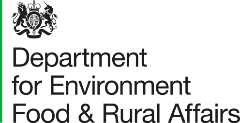 Department
for Environment
Food & Rural Affairs